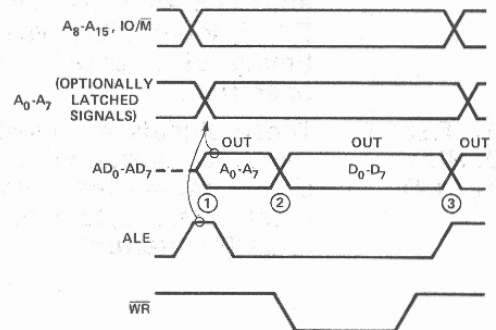 A8-A15, IO/M̅
(OPTIONALLY
A0-A7 LATCHED
SIGNALS)
OUT OUT OUT
AD0-AD7 A0-A7 D0-D7
① ② ③
ALE
W̅R̅